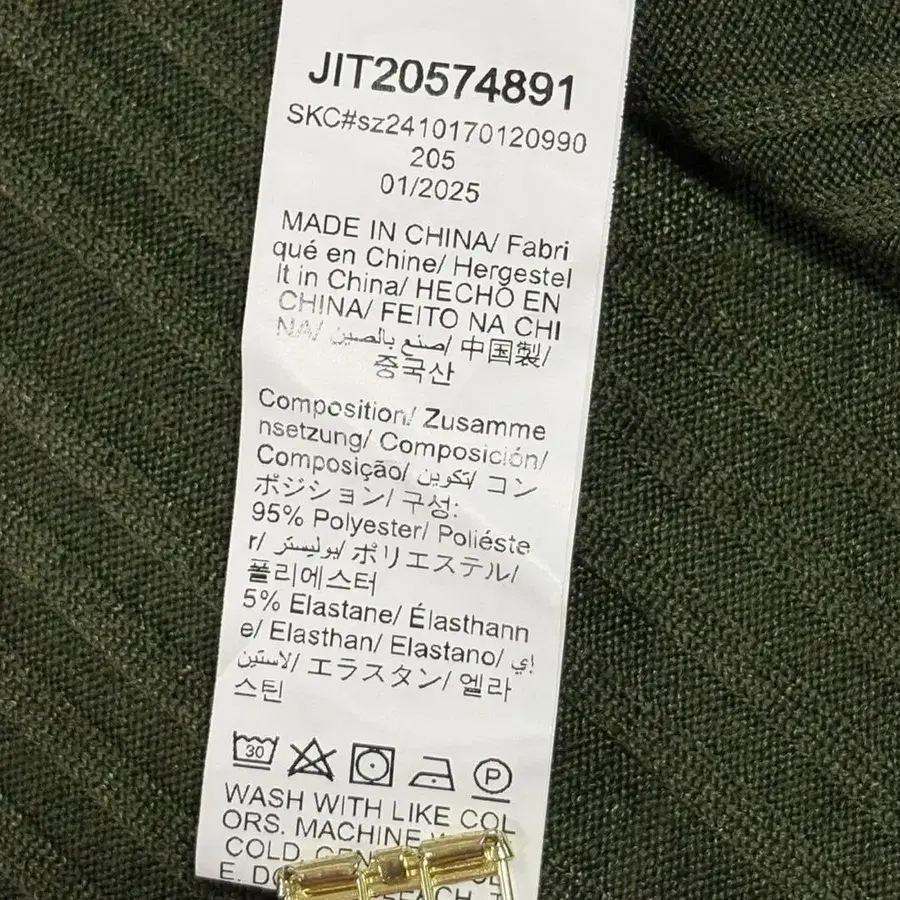 JIT20574891
SKC#sz2410170120990
205
01/2025
MADE IN CHINA/ Fabri
qué en Chine/ Hergestel
lt in China/ HECHO EN
CHINA/ FEITO NA CHI
NA/ صنع بالصين/ 中国製/
중국산
Composition/ Zusamme
nsetzung/ Composición/
Composição/ تكوين/ コン
ポジション/ 구성:
95% Polyester/ Polléste
r/ بوليستر/ ポリエステル/
폴리에스터
5% Elastane/ Élasthann
e/ Elasthan/ Elastano/ إي
لاستين/ エラスタン/ 엘라
스틴
30
P
WASH WITH LIKE COL
ORS. MACHINE
COLD
E.